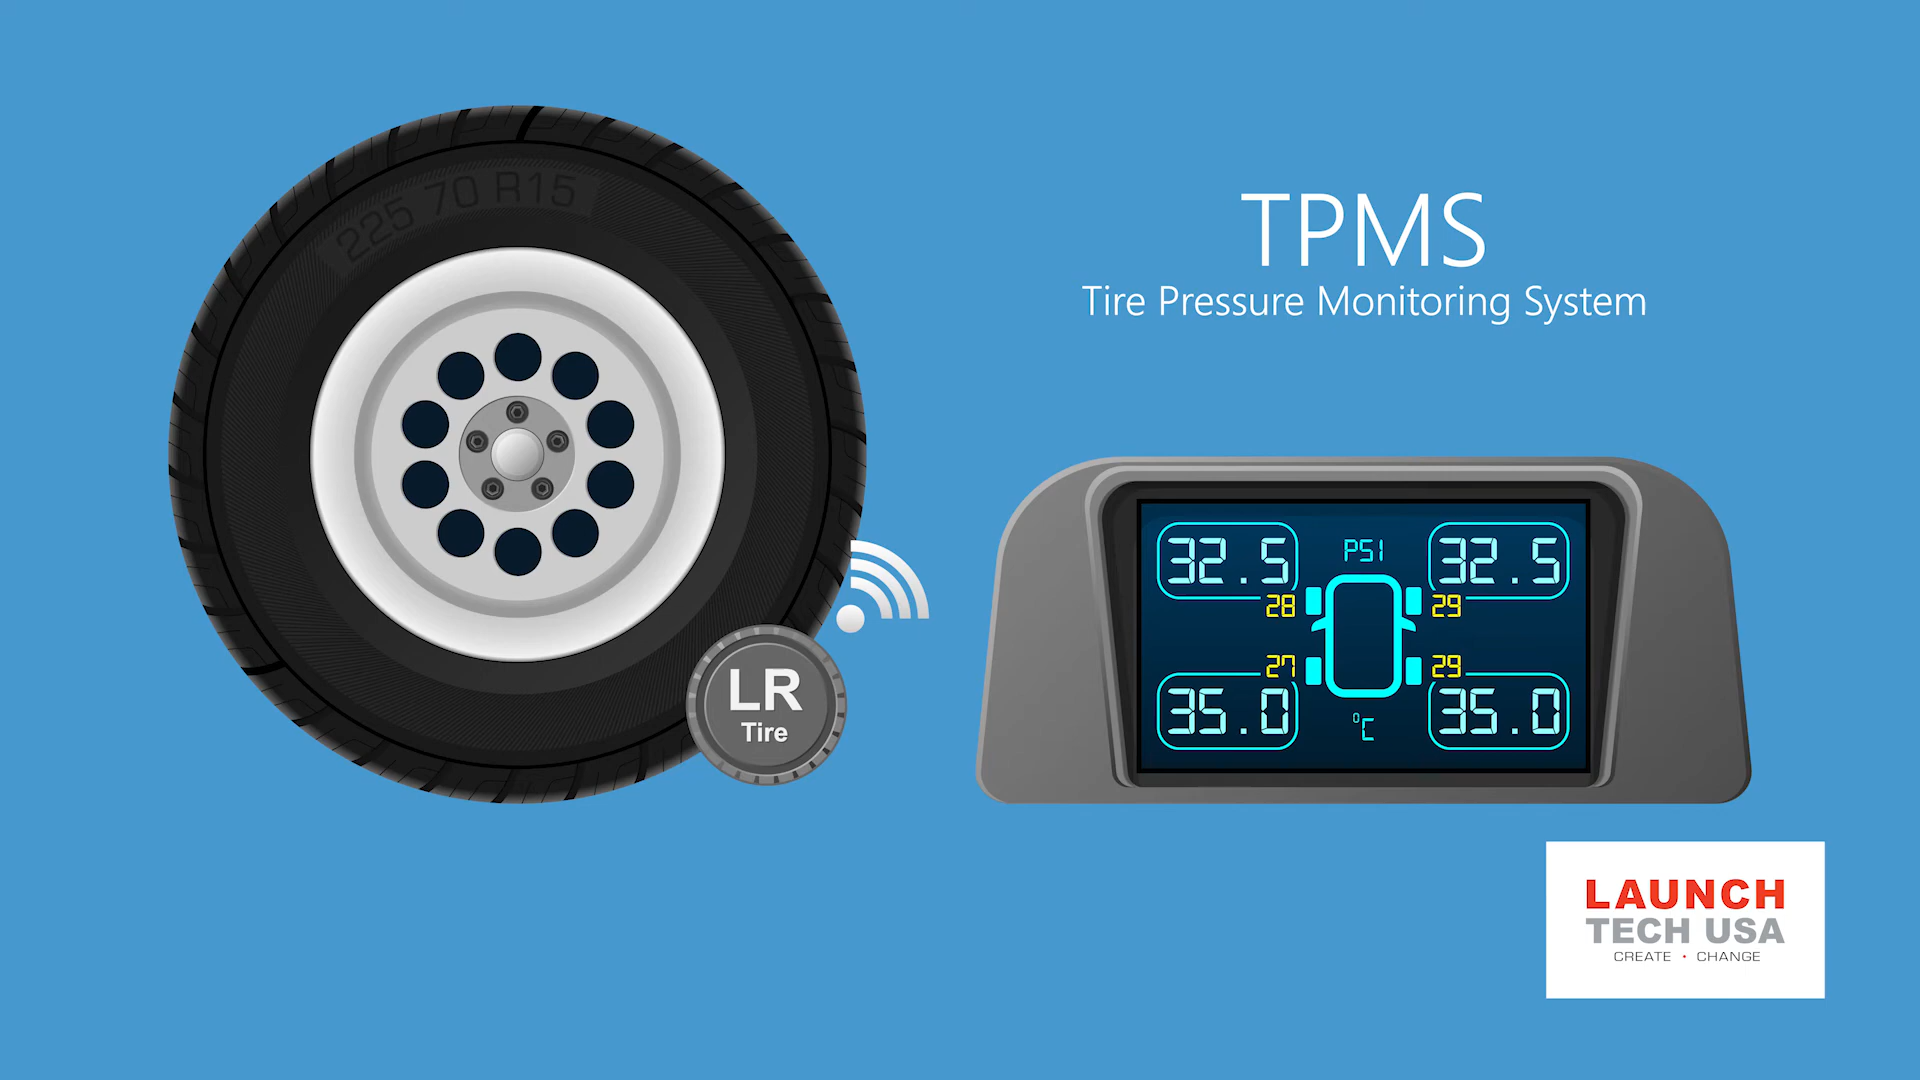 225 70 R15
TPMS
Tire Pressure Monitoring System
LR
Tire
32.5 PSI 32.5
28 29
27 29
35.0 °C 35.0
LAUNCH
TECH USA
CREATE • CHANGE